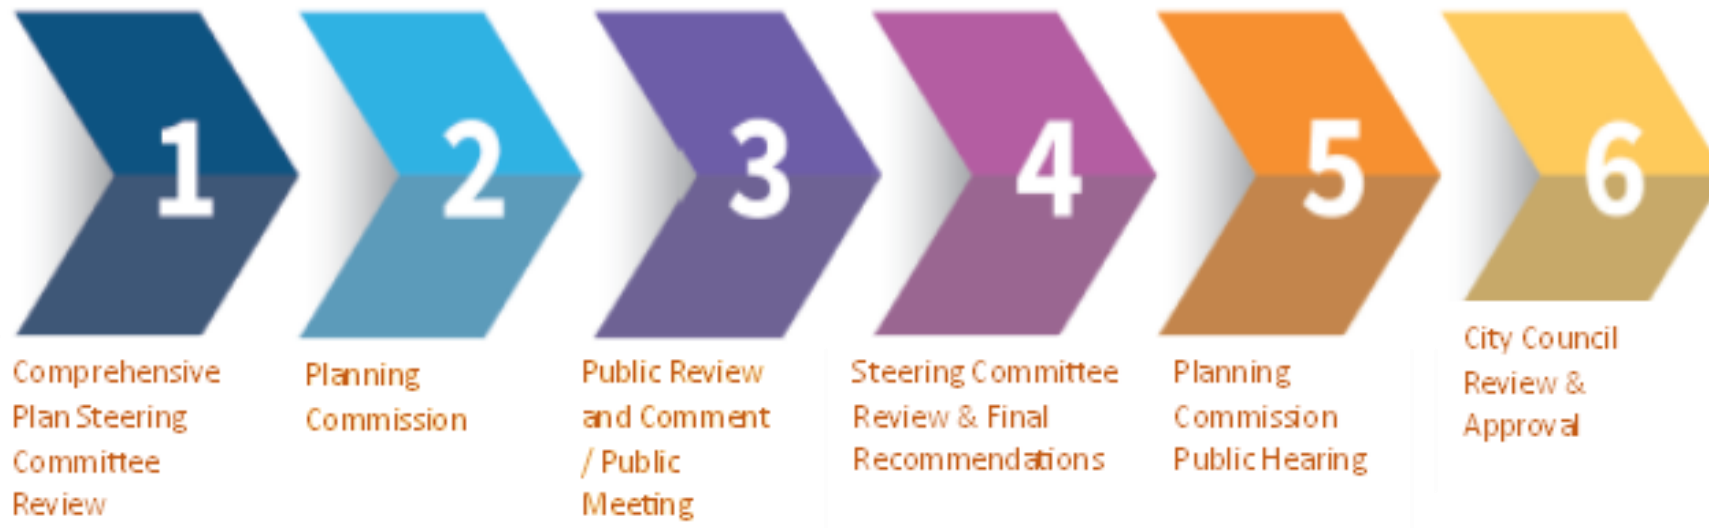 1
Comprehensive
Plan Steering
Committee
Review
2
Planning
Commission
3
Public Review
and Comment
/ Public
Meeting
4
Steering Committee
Review & Final
Recommendations
5
Planning
Commission
Public Hearing
6
City Council
Review &
Approval